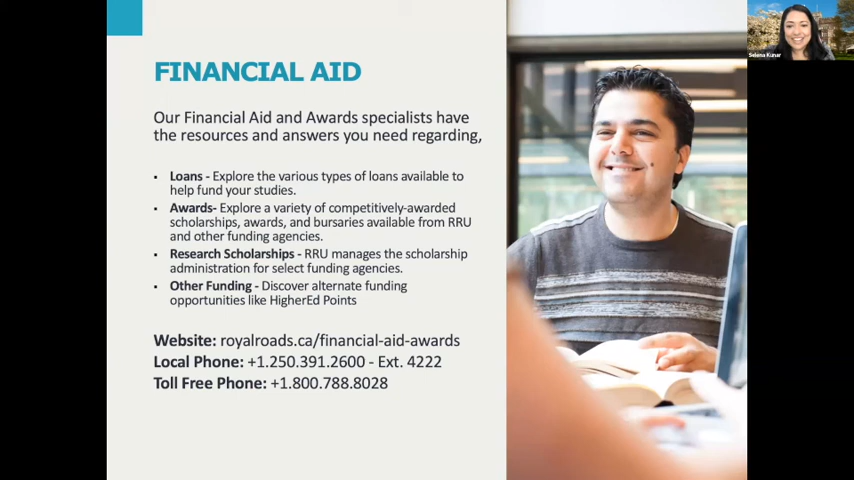 Selena Kunar
FINANCIAL AID
Our Financial Aid and Awards specialists have
the resources and answers you need regarding,
▪ Loans - Explore the various types of loans available to
help fund your studies.
▪ Awards- Explore a variety of competitively-awarded
scholarships, awards, and bursaries available from RRU
and other funding agencies.
▪ Research Scholarships - RRU manages the scholarship
administration for select funding agencies.
▪ Other Funding - Discover alternate funding
opportunities like HigherEd Points
Website: royalroads.ca/financial-aid-awards
Local Phone: +1.250.391.2600 - Ext. 4222
Toll Free Phone: +1.800.788.8028